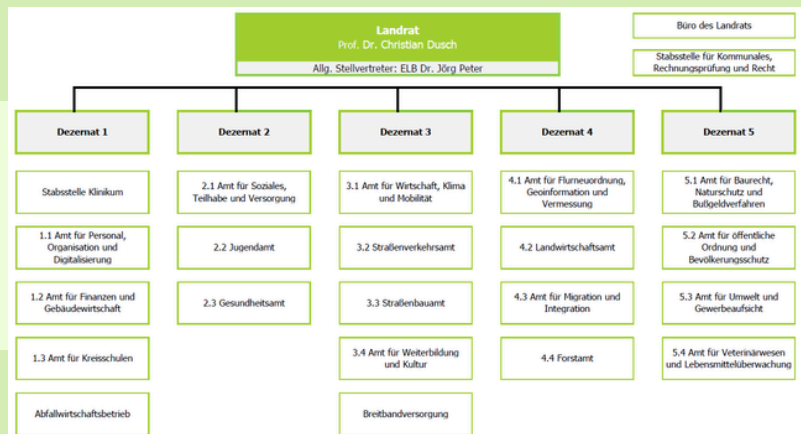 Landrat
Prof. Dr. Christian Dusch
Allg. Stellvertreter: ELB Dr. Jörg Peter
Büro des Landrats
Stabsstelle für Kommunales,
Rechnungsprüfung und Recht
Dezernat 1
Dezernat 2
Dezernat 3
Dezernat 4
Dezernat 5
Stabsstelle Klinikum
1.1 Amt für Personal,
Organisation und
Digitalisierung
1.2 Amt für Finanzen und
Gebäudewirtschaft
1.3 Amt für Kreisschulen
Abfallwirtschaftsbetrieb
2.1 Amt für Soziales,
Teilhabe und Versorgung
2.2 Jugendamt
2.3 Gesundheitsamt
3.1 Amt für Wirtschaft, Klima
und Mobilität
3.2 Straßenverkehrsamt
3.3 Straßenbauamt
3.4 Amt für Weiterbildung
und Kultur
Breitbandversorgung
4.1 Amt für Flurneuordnung,
Geoinformation und
Vermessung
4.2 Landwirtschaftsamt
4.3 Amt für Migration und
Integration
4.4 Forstamt
5.1 Amt für Baurecht,
Naturschutz und
Bußgeldverfahren
5.2 Amt für öffentliche
Ordnung und
Bevölkerungsschutz
5.3 Amt für Umwelt und
Gewerbeaufsicht
5.4 Amt für Veterinärwesen
und Lebensmittelüberwachung